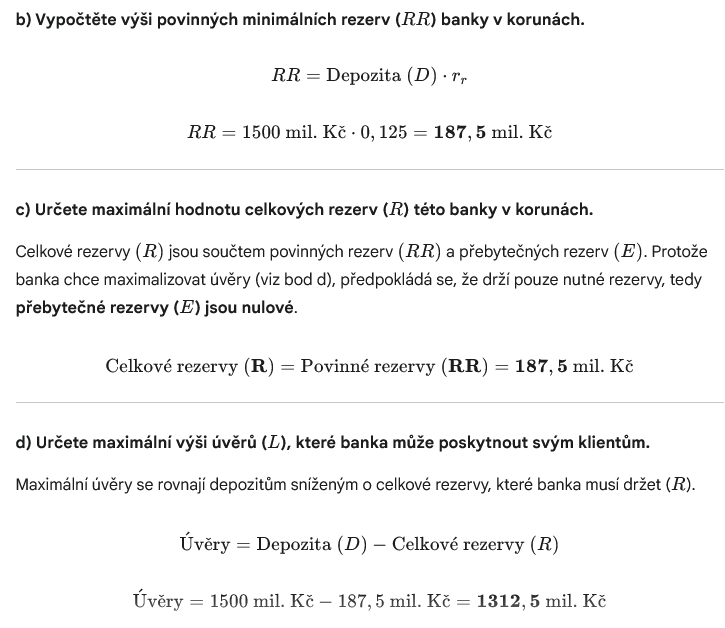 b) Vypočtěte výši povinných minimálních rezerv (RR) banky v korunách.
RR = Depozita (D) · r_r
RR = 1500 mil. Kč · 0, 125 = 187, 5 mil. Kč
c) Určete maximální hodnotu celkových rezerv (R) této banky v korunách.
Celkové rezervy (R) jsou součtem povinných rezerv (RR) a přebytečných rezerv (E). Protože
banka chce maximalizovat úvěry (viz bod d), předpokládá se, že drží pouze nutné rezervy, tedy
přebytečné rezervy (E) jsou nulové.
Celkové rezervy (R) = Povinné rezervy (RR) = 187, 5 mil. Kč
d) Určete maximální výši úvěrů (L), které banka může poskytnout svým klientům.
Maximální úvěry se rovnají depozitům sníženým o celkové rezervy, které banka musí držet (R).
Úvěry = Depozita (D) − Celkové rezervy (R)
Úvěry = 1500 mil. Kč − 187, 5 mil. Kč = 1312, 5 mil. Kč